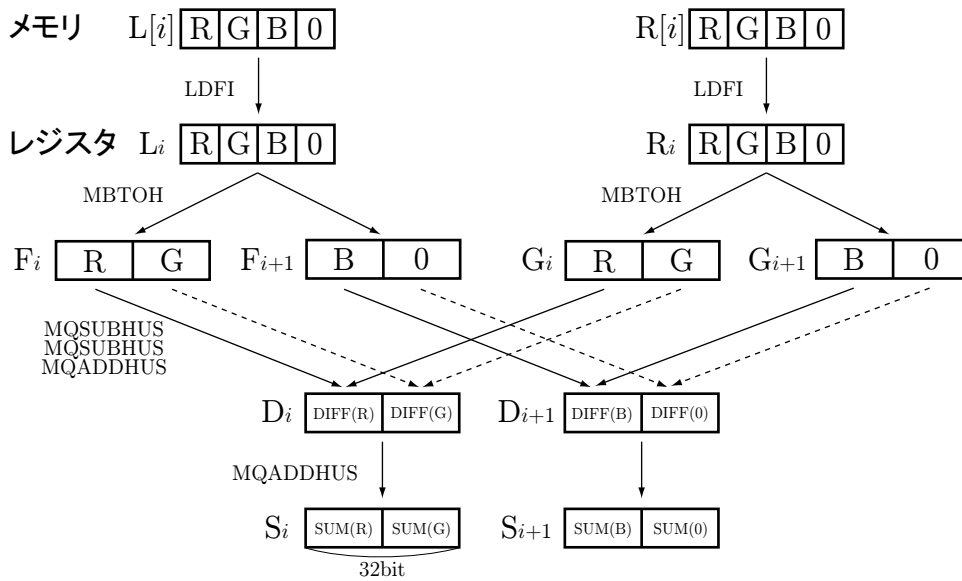 メモリ L[i] R G B 0 R[i] R G B 0
LDFI LDFI
レジスタ Li R G B 0 Ri R G B 0
MBTOH MBTOH
Fi R G Fi+1 B 0 Gi R G Gi+1 B 0
MQSUBHUS
MQSUBHUS
MQADDHUS
Di DIFF(R) DIFF(G) Di+1 DIFF(B) DIFF(0)
MQADDHUS
Si SUM(R) SUM(G) Si+1 SUM(B) SUM(0)
32bit